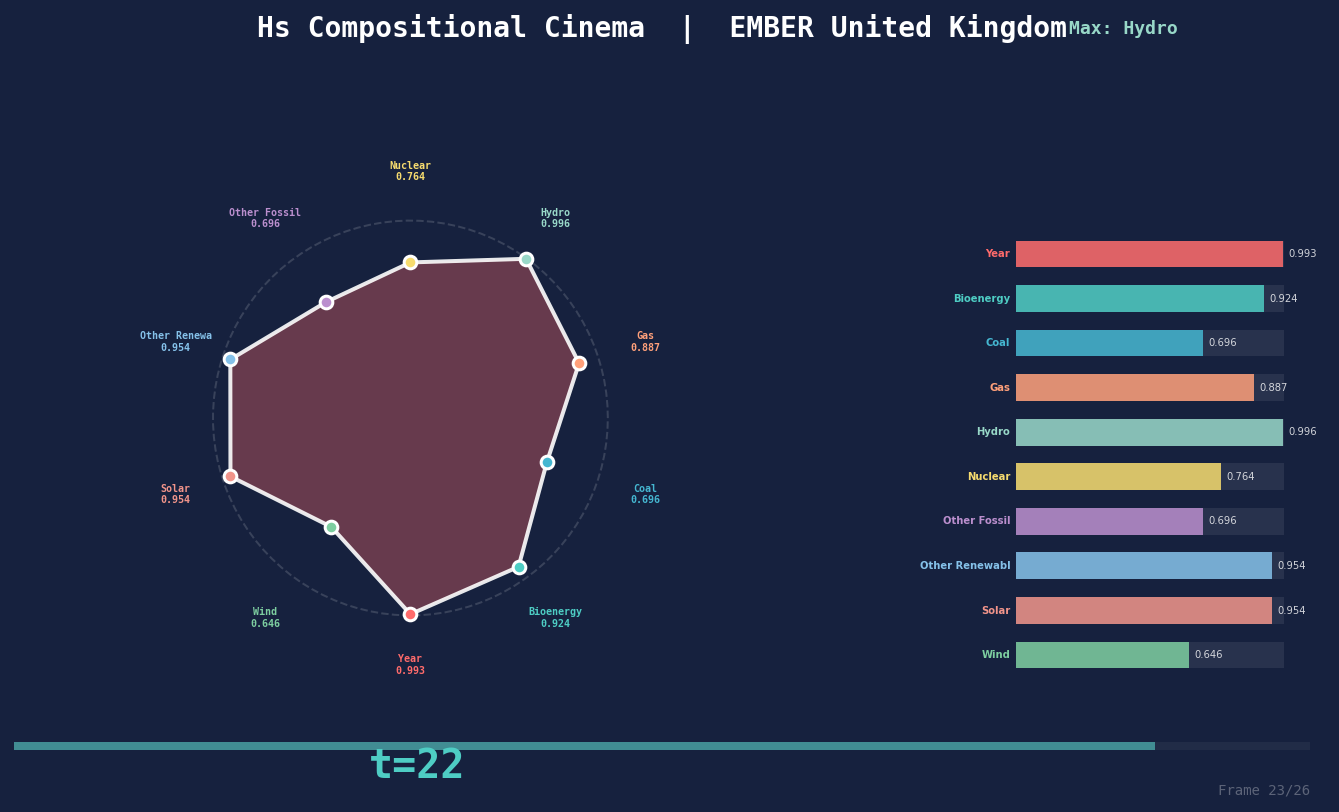 Hs Compositional Cinema | EMBER United Kingdom
Max: Hydro
Nuclear
0.764
Other Fossil
0.696
Hydro
0.996
Other Renewa
0.954
Gas
0.887
Solar
0.954
Coal
0.696
Wind
0.646
Bioenergy
0.924
Year
0.993
Year 0.993
Bioenergy 0.924
Coal 0.696
Gas 0.887
Hydro 0.996
Nuclear 0.764
Other Fossil 0.696
Other Renewabl 0.954
Solar 0.954
Wind 0.646
t=22
Frame 23/26